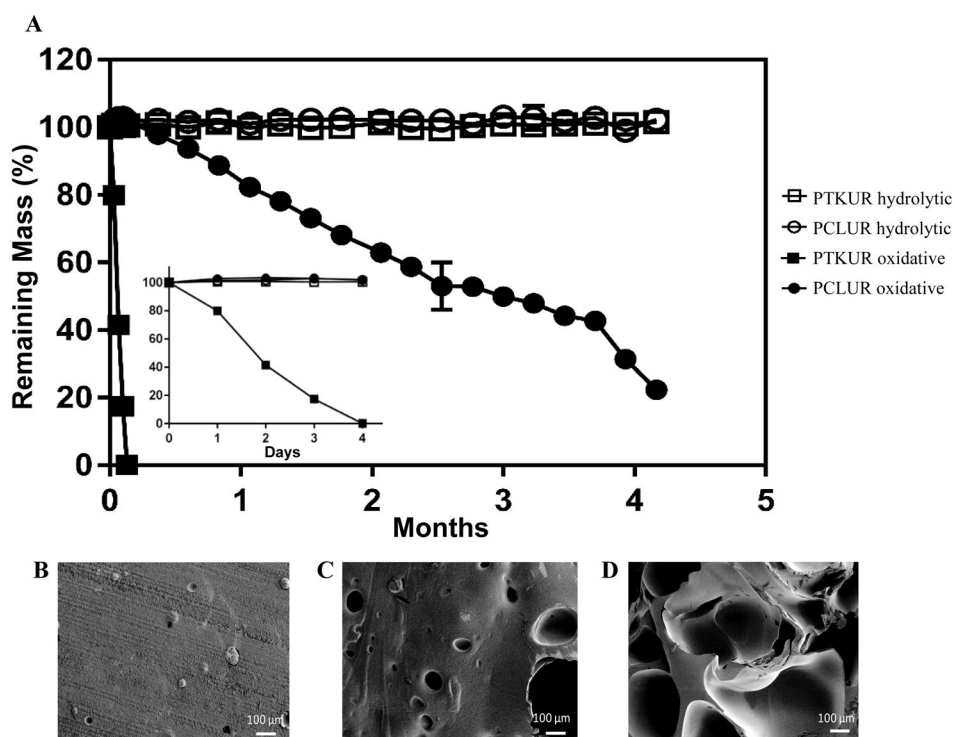 A
120
100
80
60
40
20
0
Remaining Mass (%)
0 1 2 3 4 5
Months
PTKUR hydrolytic
PCLUR hydrolytic
PTKUR oxidative
PCLUR oxidative
100
80
60
40
20
0
0 1 2 3 4
Days
B
100 µm
C
100 µm
D
100 µm